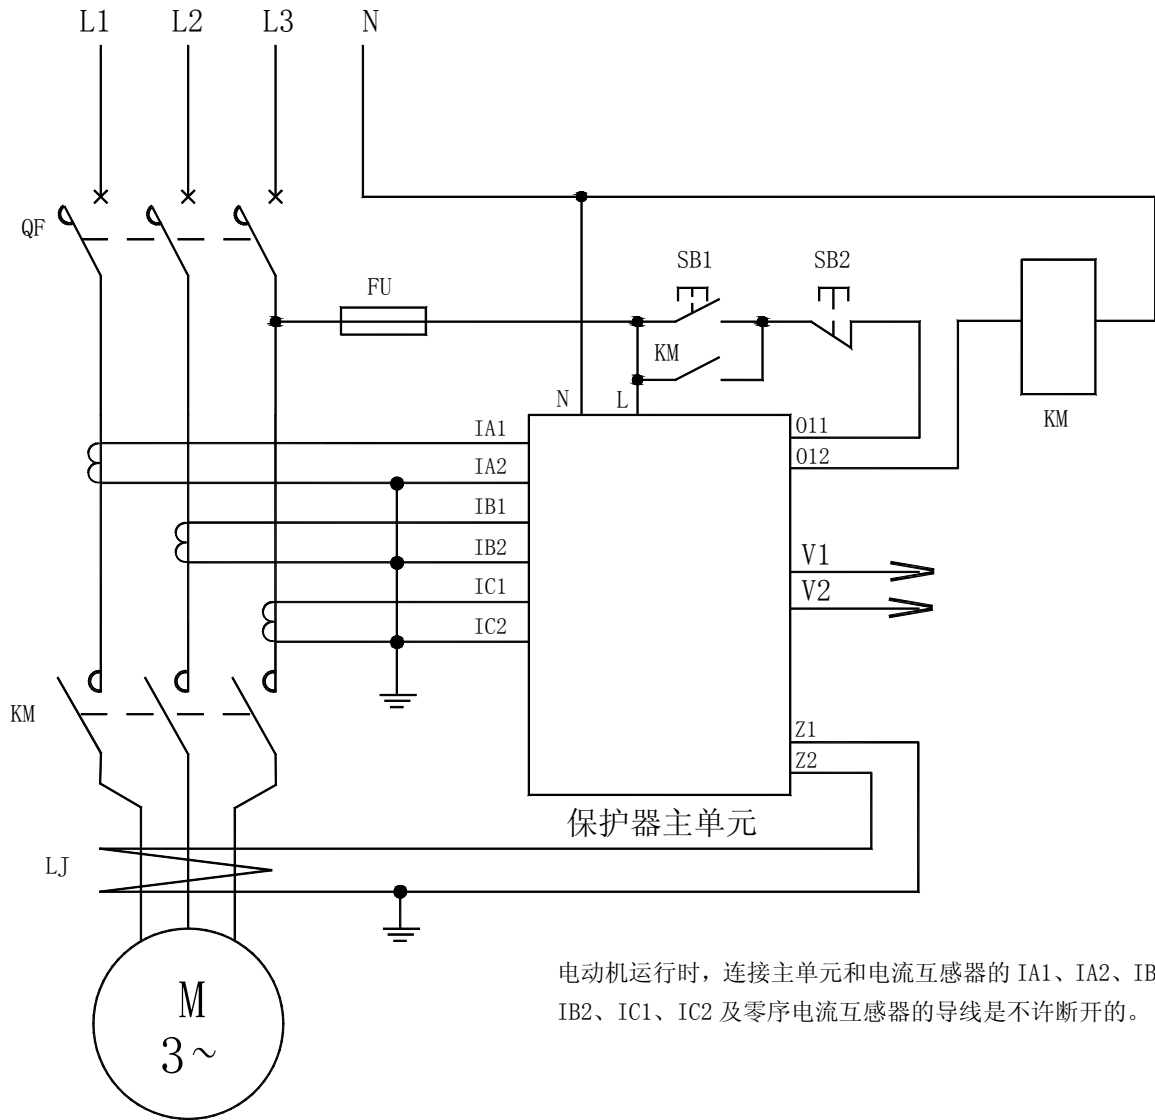 L1 L2 L3 N
QF
SB1 SB2
FU
KM
N L
KM
IA1
O11
IA2
O12
IB1
IB2
V1
IC1
V2
IC2
KM
Z1
Z2
保护器主单元
LJ
电动机运行时，连接主单元和电流互感器的 IA1、IA2、IB
IB2、IC1、IC2 及零序电流互感器的导线是不许断开的。
M
3~